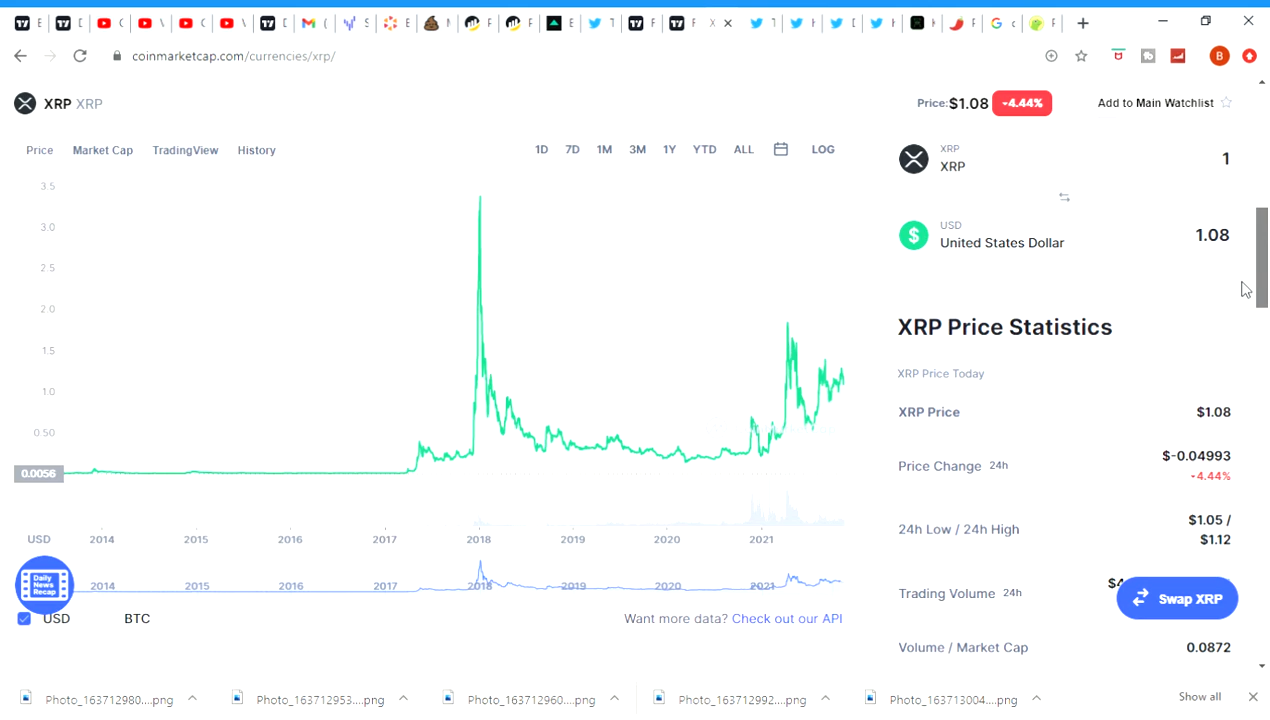 coinmarketcap.com/currencies/xrp/
B
XRP XRP
Price:$1.08 -4.44%
Add to Main Watchlist
Price Market Cap TradingView History
1D 7D 1M 3M 1Y YTD ALL LOG
3.5
3.0
2.5
2.0
1.5
1.0
0.50
0.0056
USD 2014 2015 2016 2017 2018 2019 2020 2021
2014 2015 2016 2017 2018 2019 2020 2021
Daily
News
Recap
USD BTC
Want more data? Check out our API
XRP
XRP 1
USD
United States Dollar 1.08
XRP Price Statistics
XRP Price Today
XRP Price $1.08
Price Change 24h $-0.04993
-4.44%
24h Low / 24h High $1.05 /
$1.12
Trading Volume 24h
Swap XRP
Volume / Market Cap 0.0872
Photo_163712980....png
Photo_163712953....png
Photo_163712960....png
Photo_163712992....png
Photo_163713004....png
Show all